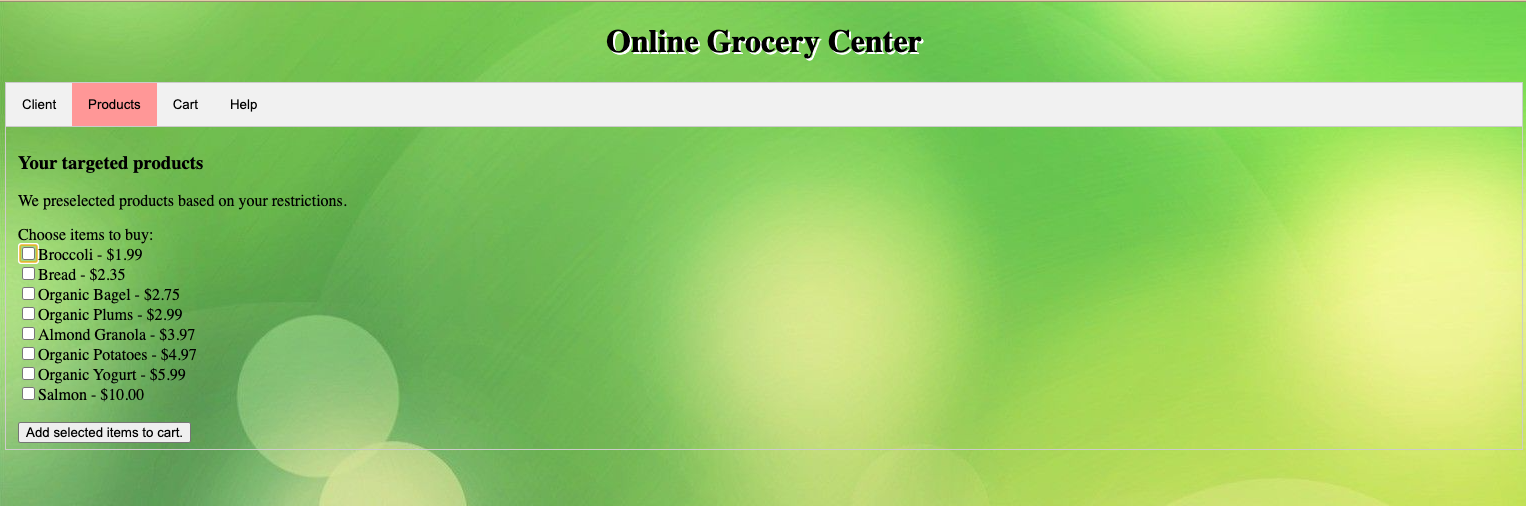 Online Grocery Center
Client Products Cart Help
Your targeted products
We preselected products based on your restrictions.
Choose items to buy:
Broccoli - $1.99
Bread - $2.35
Organic Bagel - $2.75
Organic Plums - $2.99
Almond Granola - $3.97
Organic Potatoes - $4.97
Organic Yogurt - $5.99
Salmon - $10.00
Add selected items to cart.